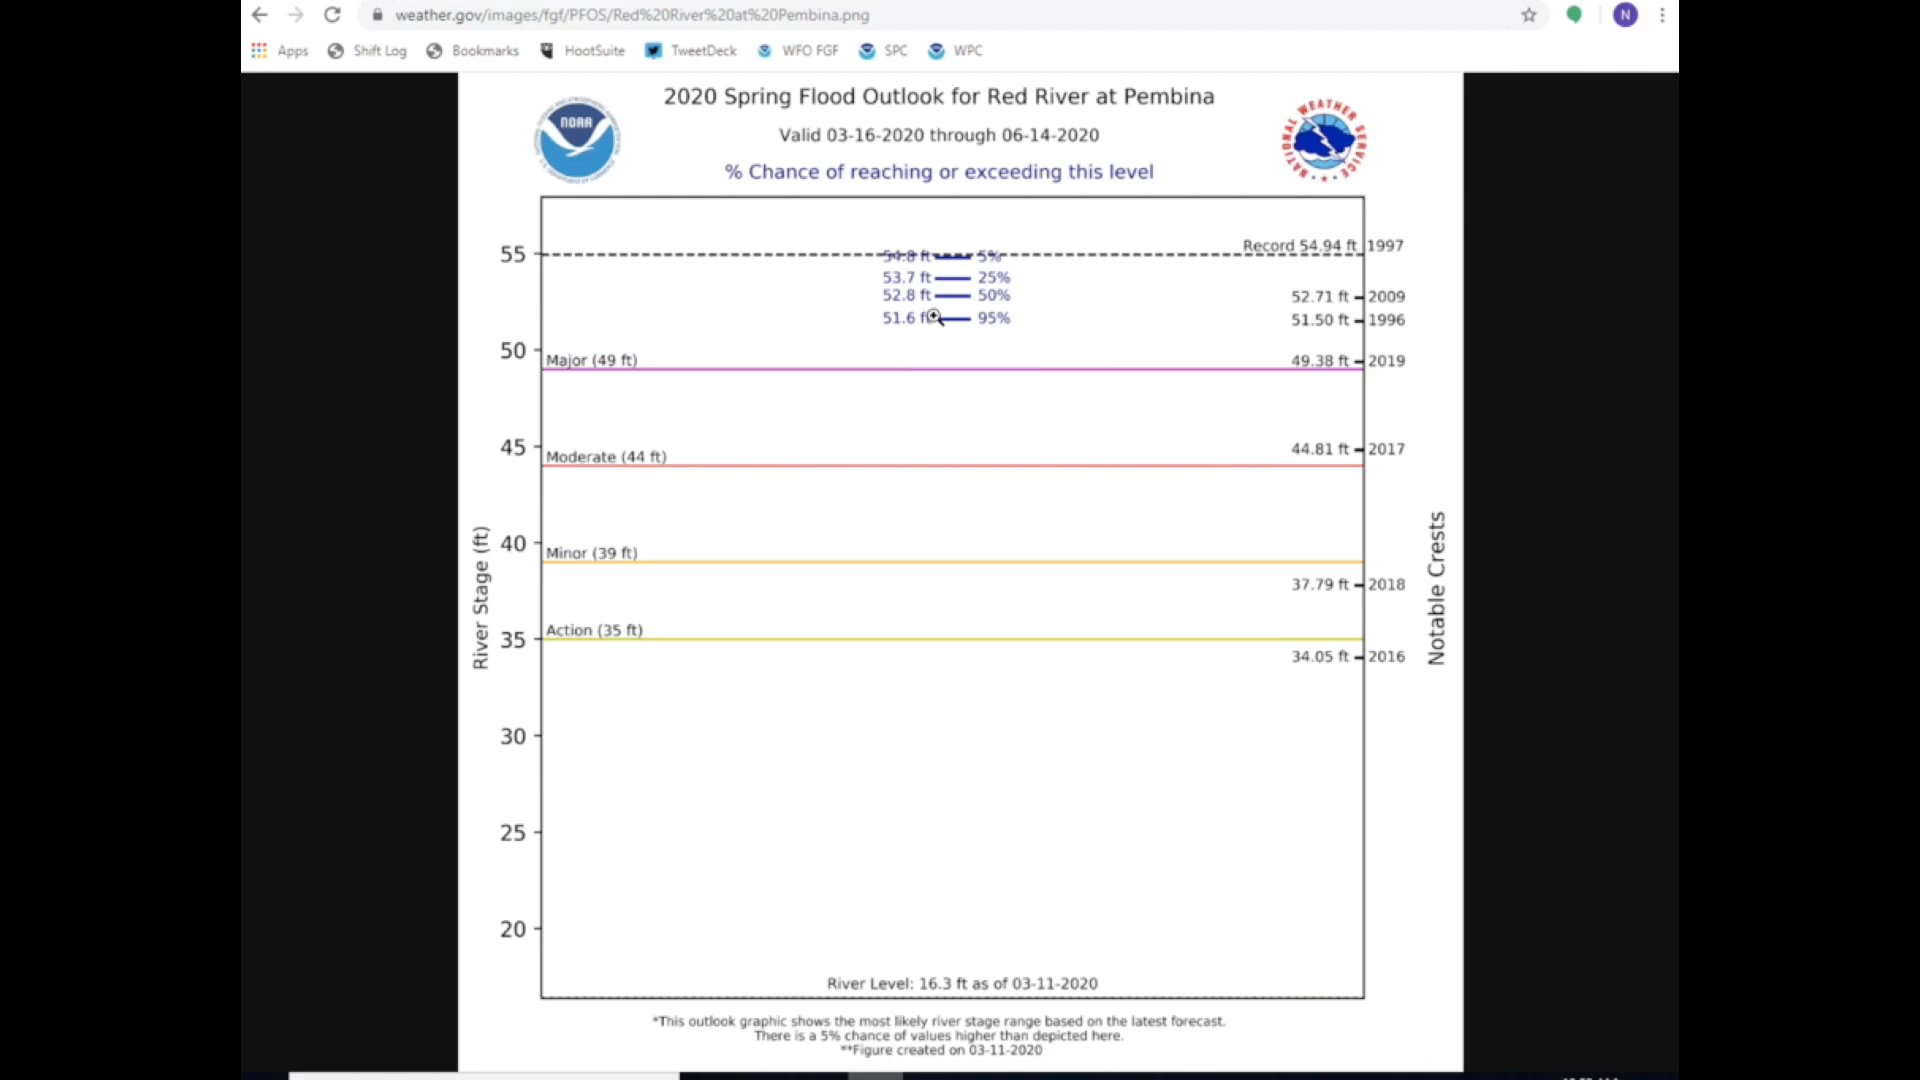 weather.gov/images/fgf/PFOS/Red%20River%20at%20Pembina.png
N
Apps Shift Log Bookmarks HootSuite TweetDeck WFO FGF SPC WPC
2020 Spring Flood Outlook for Red River at Pembina
Valid 03-16-2020 through 06-14-2020
% Chance of reaching or exceeding this level
NOAA
NATIONAL WEATHER SERVICE
Record 54.94 ft 1997
55
54.8 ft 5%
53.7 ft 25%
52.8 ft 50%
52.71 ft 2009
51.6 ft 95%
51.50 ft 1996
50
Major (49 ft)
49.38 ft 2019
45
44.81 ft 2017
Moderate (44 ft)
40
Minor (39 ft)
37.79 ft 2018
Action (35 ft)
35
34.05 ft 2016
30
25
20
River Stage (ft)
Notable Crests
River Level: 16.3 ft as of 03-11-2020
*This outlook graphic shows the most likely river stage range based on the latest forecast.
There is a 5% chance of values higher than depicted here.
**Figure created on 03-11-2020